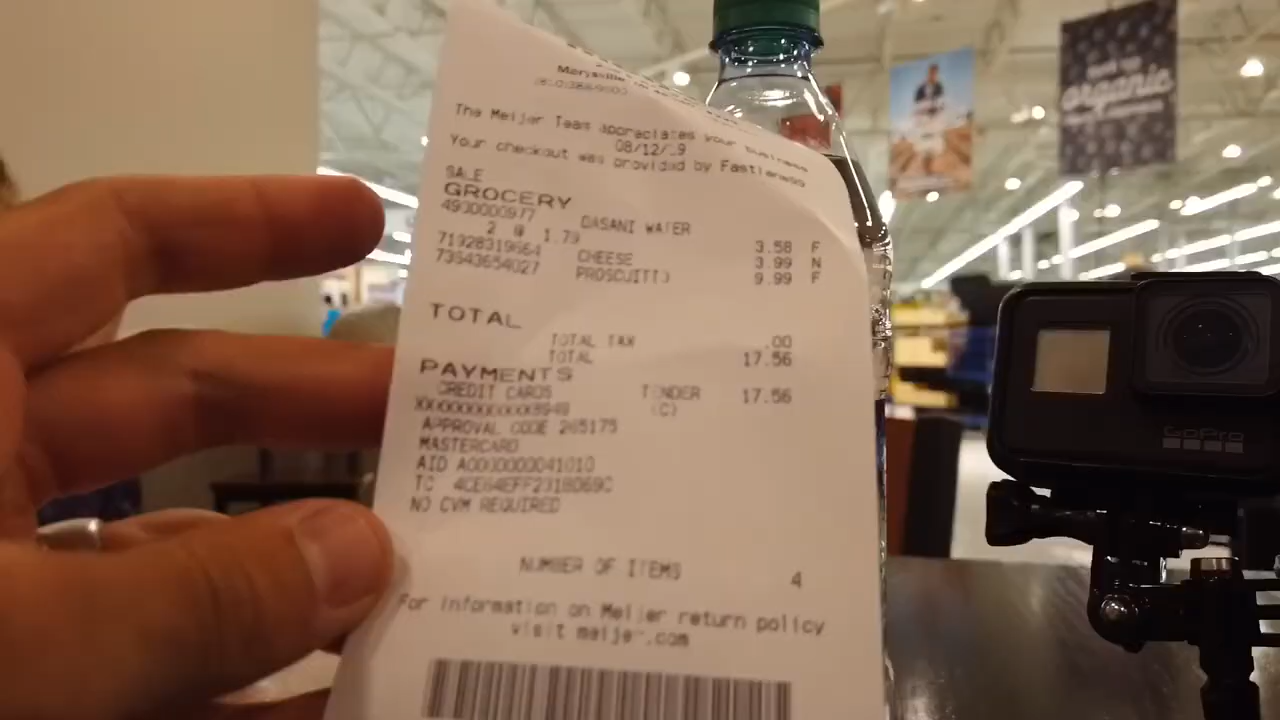 Marysville
The Meijer Team appreciates your business
08/12/19
Your checkout was provided by Fastlane99
SALE
GROCERY
4900000977 DASANI WATER
2 @ 1.79 3.58 F
71928319664 CHEESE 3.99 N
73643654027 PROSCUITTO 9.99 F
TOTAL
TOTAL TAX .00
TOTAL 17.56
PAYMENTS
CREDIT CARDS TENDER 17.56
XXXXXXXXXXXX8949 (C)
APPROVAL CODE 265175
MASTERCARD
AID A0000000041010
TC
NO CVM REQUIRED
NUMBER OF ITEMS 4
For information on Meijer return policy
visit meijer.com
organic
GoPro